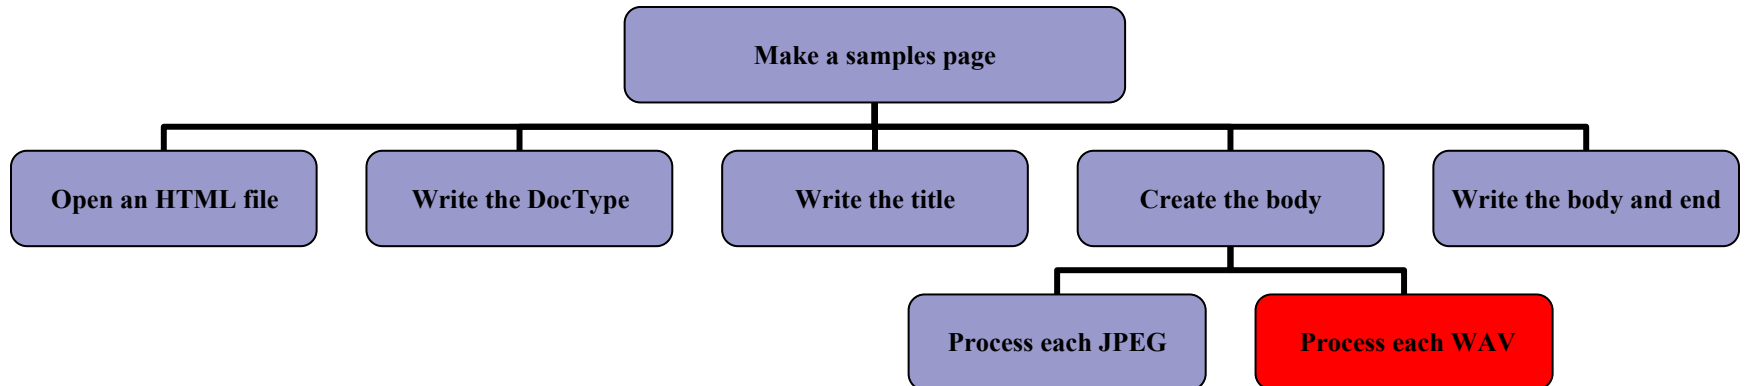 Make a samples page
Open an HTML file
Write the DocType
Write the title
Create the body
Write the body and end
Process each JPEG
Process each WAV